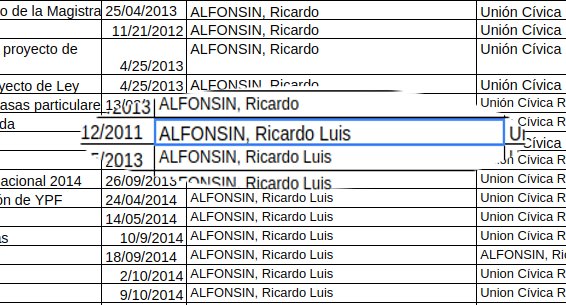 o de la Magistra 25/04/2013 ALFONSIN, Ricardo Unión Cívica
11/21/2012 ALFONSIN, Ricardo Unión Cívica
proyecto de 4/25/2013 ALFONSIN, Ricardo Unión Cívica
yecto de Ley 4/25/2013 ALFONSIN, Ricardo Unión Cívica
asas particulare /2013 ALFONSIN, Ricardo Unión Cívica R
da 12/2011 ALFONSIN, Ricardo Luis Cívica R
/2013 ALFONSIN, Ricardo Luis Cívica
Cívica R
acional 2014 26/09/2013 ALFONSIN, Ricardo Luis Unión Cívica R
ón de YPF 24/04/2014 ALFONSIN, Ricardo Luis Unión Cívica R
14/05/2014 ALFONSIN, Ricardo Luis Unión Cívica R
as 10/9/2014 ALFONSIN, Ricardo Luis Unión Cívica R
18/09/2014 ALFONSIN, Ricardo Luis ALFONSIN, Ric
2/10/2014 ALFONSIN, Ricardo Luis Unión Cívica R
9/10/2014 ALFONSIN, Ricardo Luis Unión Cívica R